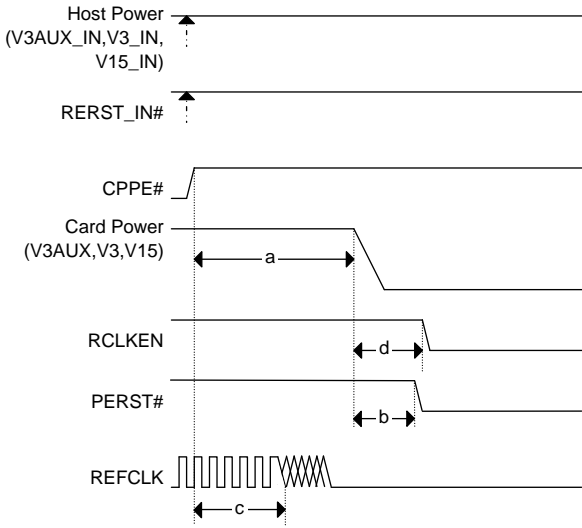 Host Power
(V3AUX_IN,V3_IN,
V15_IN)
RERST_IN#
CPPE#
Card Power
(V3AUX,V3,V15)
a
RCLKEN
d
PERST#
b
REFCLK
c